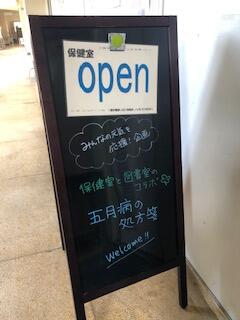 保健室
open
みんなの元気を
応援☆企画
保健室と図書室の
コラボ
五月病の
処方箋
welcome!!